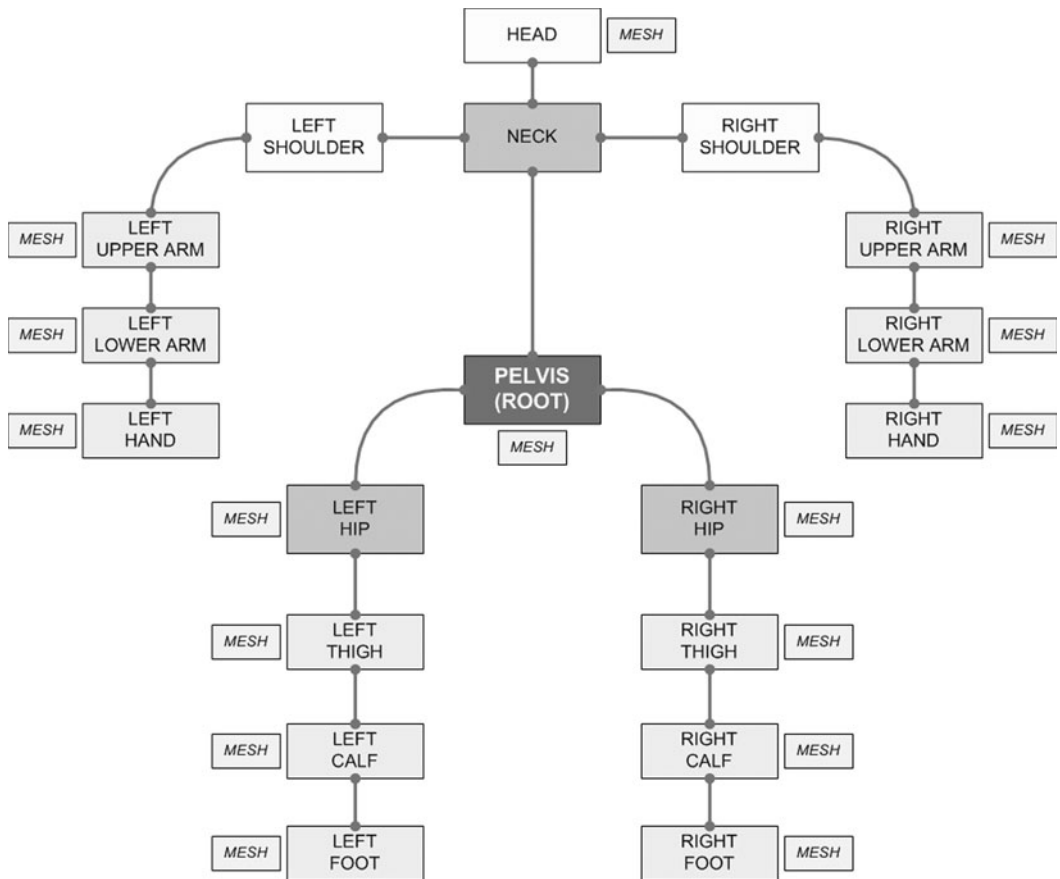 HEAD
MESH
LEFT
SHOULDER
NECK
RIGHT
SHOULDER
MESH
LEFT
UPPER ARM
RIGHT
UPPER ARM
MESH
MESH
LEFT
LOWER ARM
RIGHT
LOWER ARM
MESH
PELVIS
(ROOT)
MESH
MESH
LEFT
HAND
RIGHT
HAND
MESH
MESH
LEFT
HIP
RIGHT
HIP
MESH
MESH
LEFT
THIGH
RIGHT
THIGH
MESH
MESH
LEFT
CALF
RIGHT
CALF
MESH
MESH
LEFT
FOOT
RIGHT
FOOT
MESH